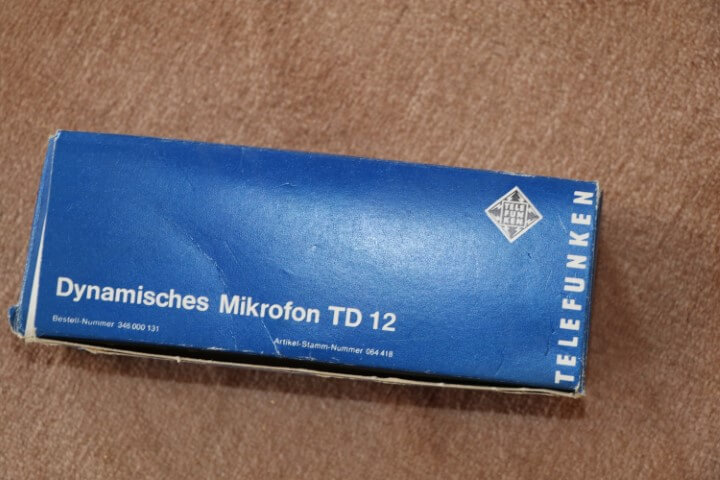 TELE
FUN
KEN
TELEFUNKEN
Dynamisches Mikrofon TD 12
Bestell-Nummer 346 000 131
Artikel-Stamm-Nummer 064 418